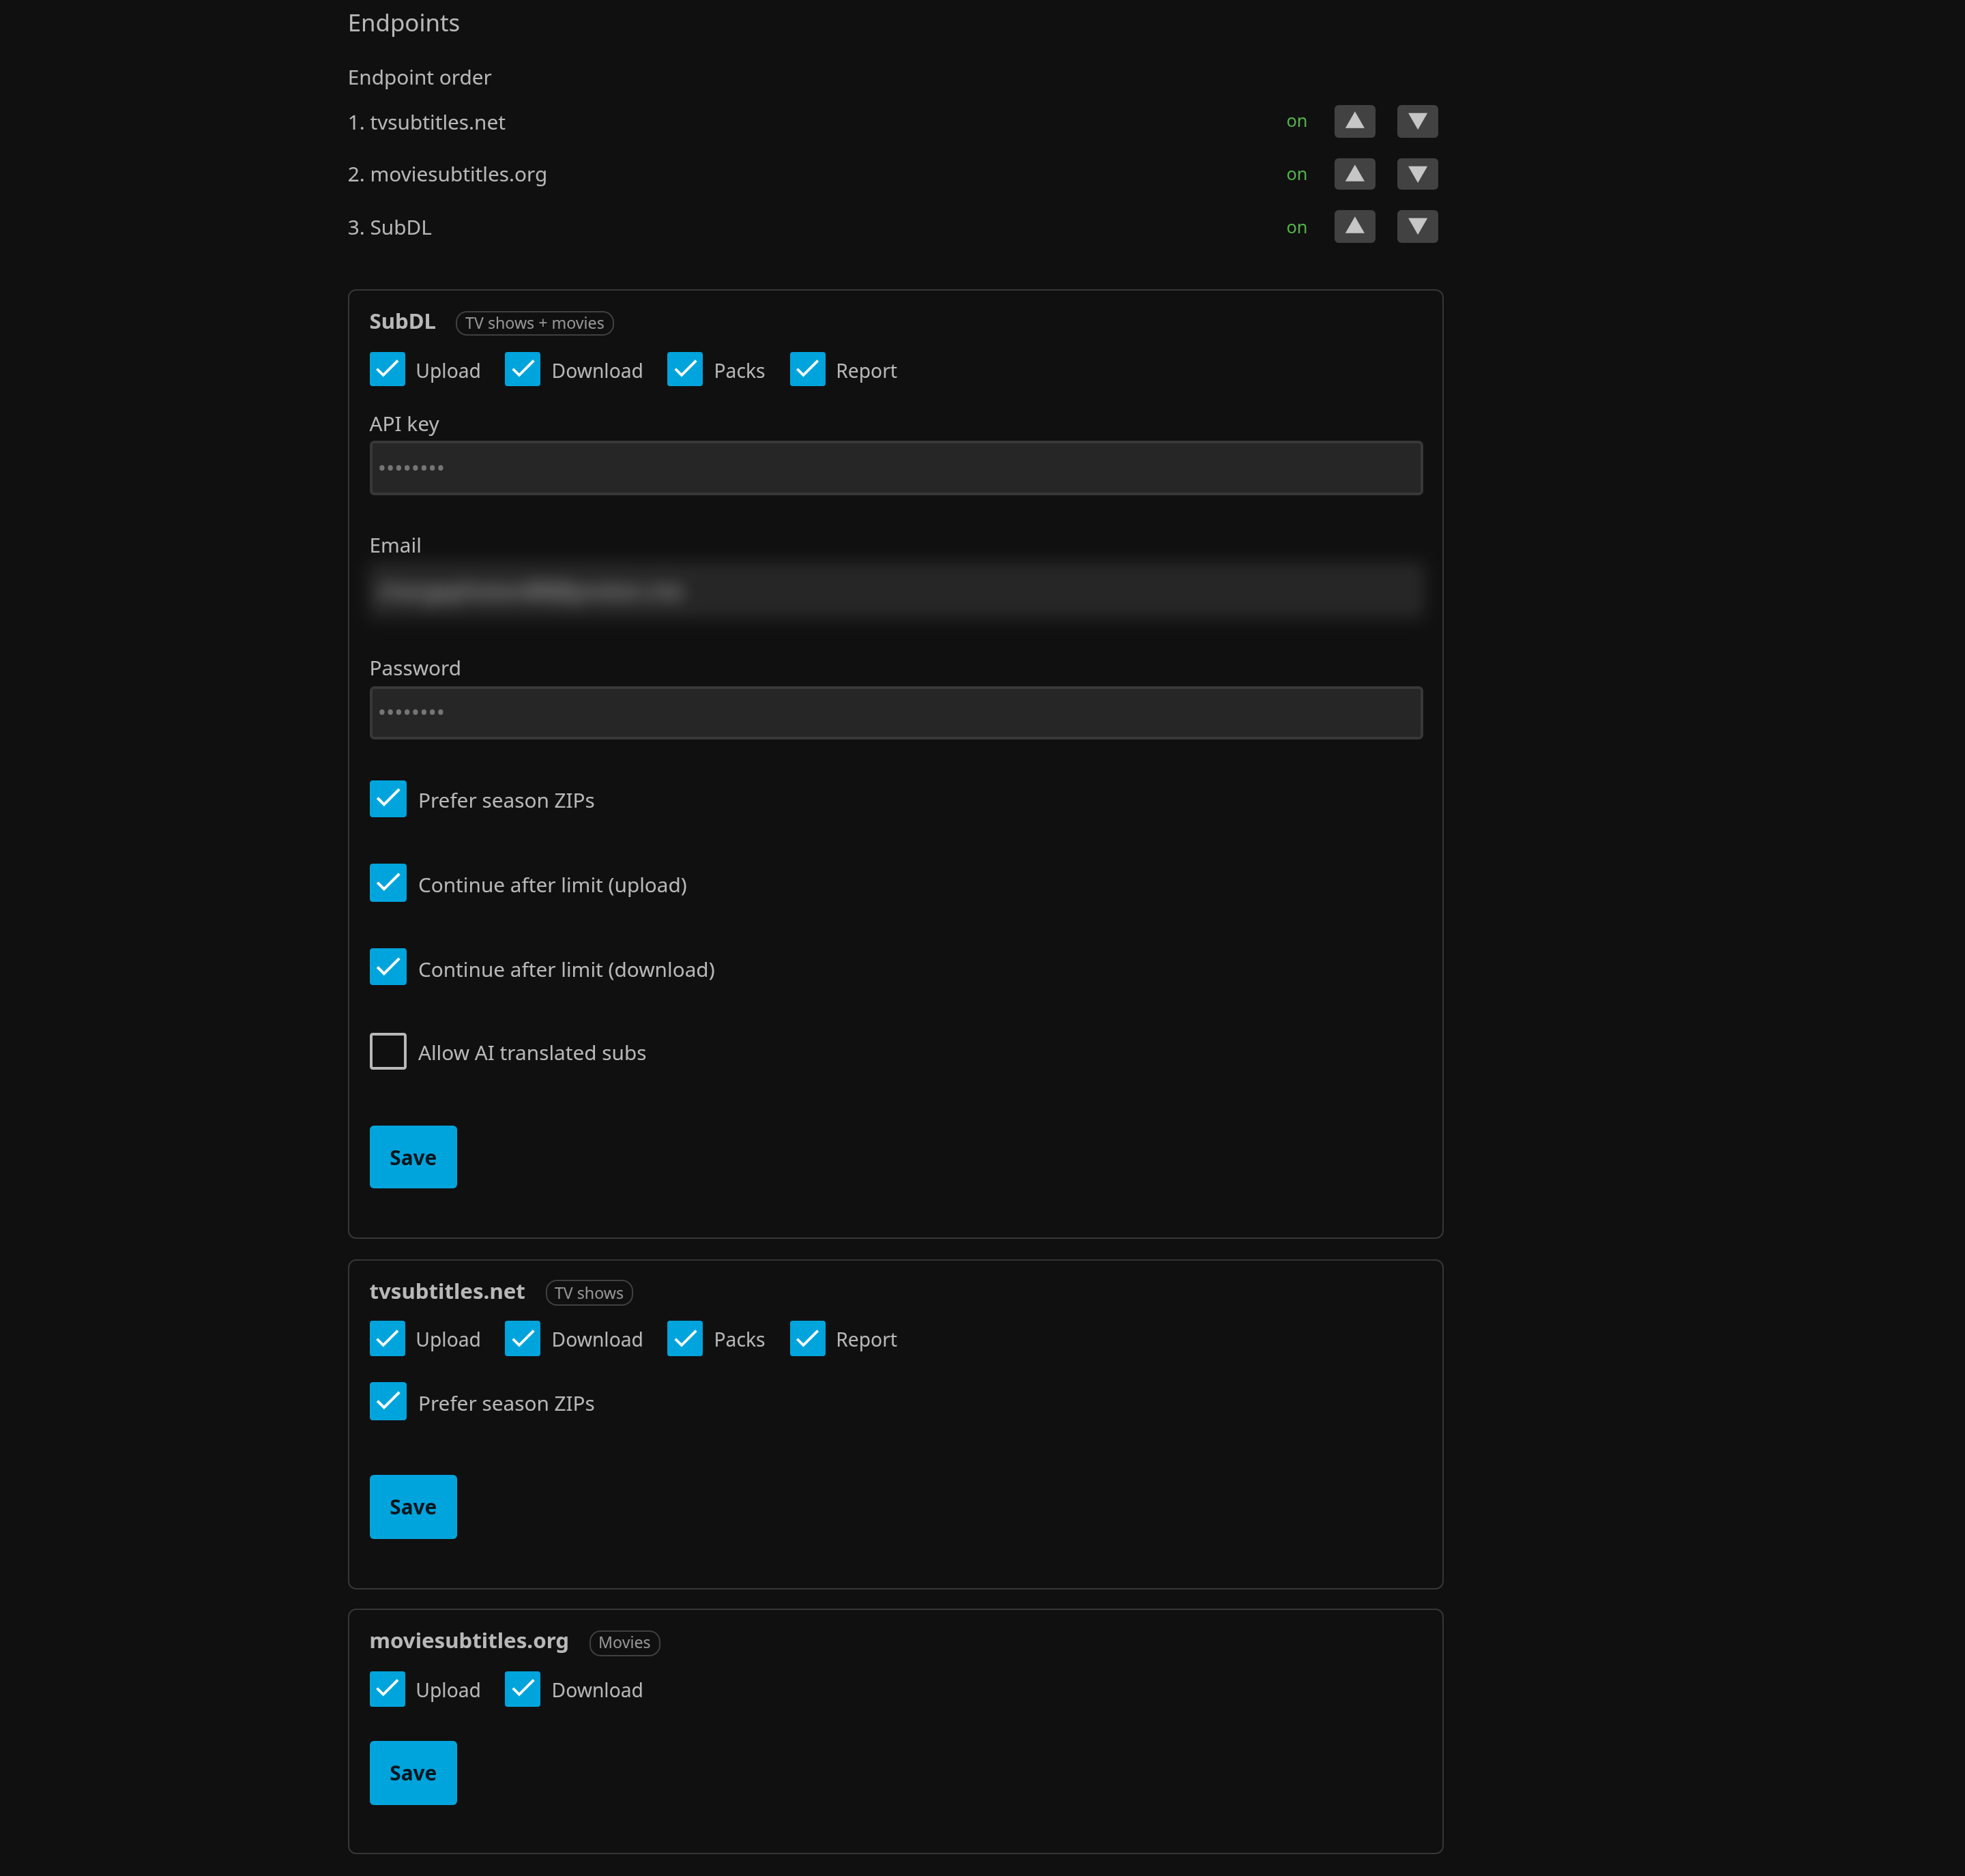 Endpoints
Endpoint order
1. tvsubtitles.net on ▲ ▼
2. moviesubtitles.org on ▲ ▼
3. SubDL on ▲ ▼
SubDL TV shows + movies
Upload Download Packs Report
API key
••••••••
Email
Password
••••••••
Prefer season ZIPs
Continue after limit (upload)
Continue after limit (download)
Allow AI translated subs
Save
tvsubtitles.net TV shows
Upload Download Packs Report
Prefer season ZIPs
Save
moviesubtitles.org Movies
Upload Download
Save